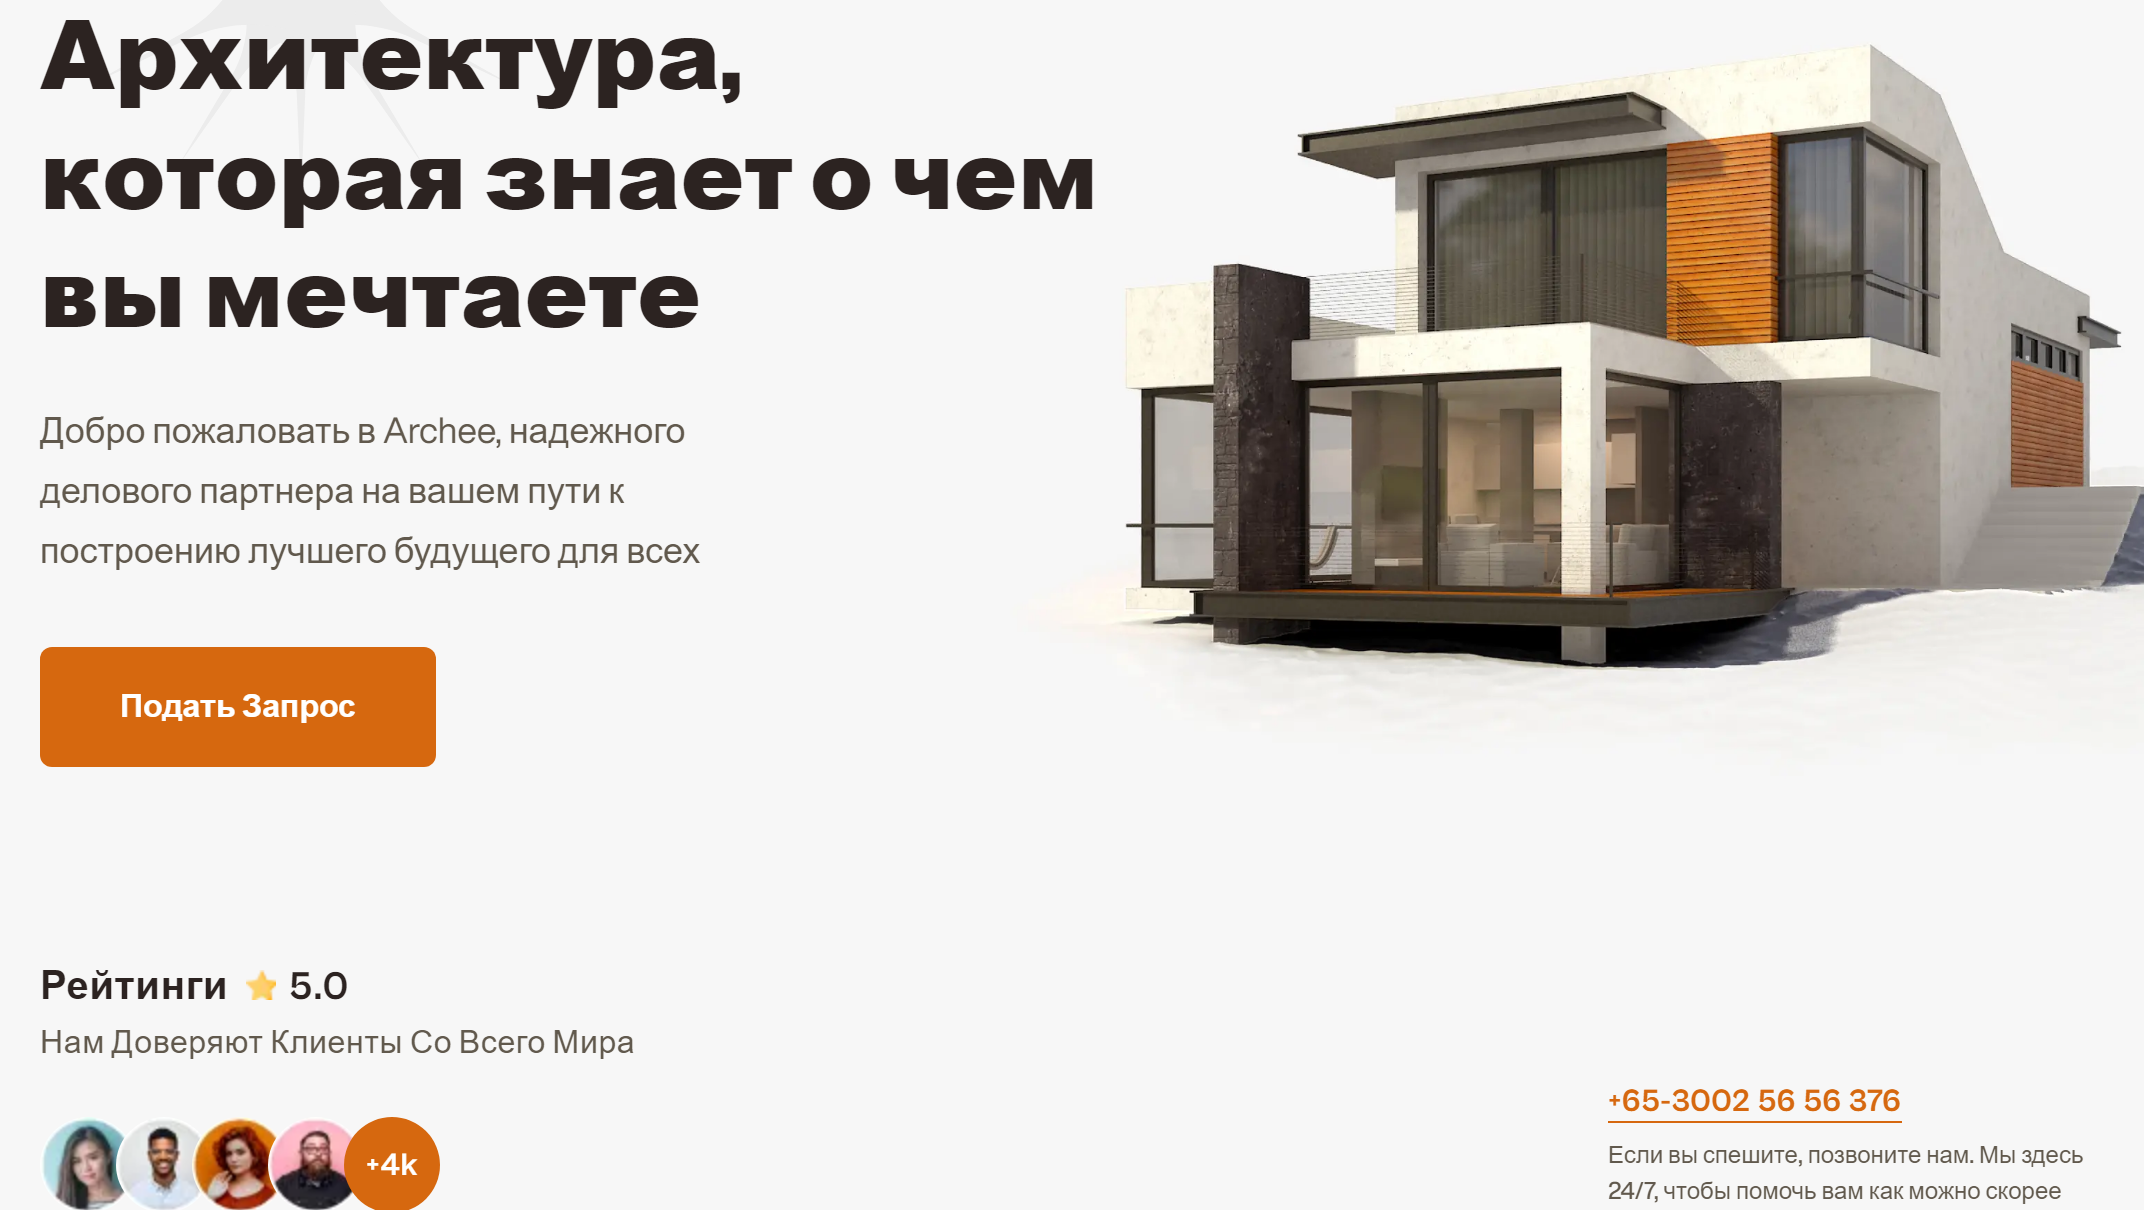 Архитектура,
которая знает о чем
вы мечтаете
Добро пожаловать в Archee, надежного
делового партнера на вашем пути к
построению лучшего будущего для всех
Подать Запрос
Рейтинги ⭐ 5.0
Нам Доверяют Клиенты Со Всего Мира
+4k
+65-3002 56 56 376
Если вы спешите, позвоните нам. Мы здесь
24/7, чтобы помочь вам как можно скорее